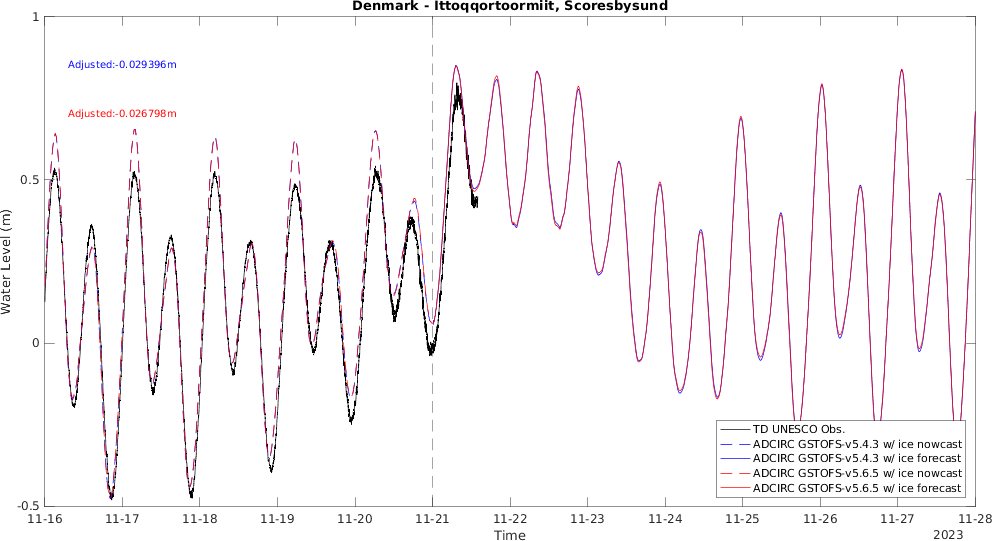 Denmark - Ittoqqortoormiit, Scoresbysund
Water Level (m)
1
0.5
0
-0.5
Adjusted:-0.029396m
Adjusted:-0.026798m
TD UNESCO Obs.
ADCIRC GSTOFS-v5.4.3 w/ ice nowcast
ADCIRC GSTOFS-v5.4.3 w/ ice forecast
ADCIRC GSTOFS-v5.6.5 w/ ice nowcast
ADCIRC GSTOFS-v5.6.5 w/ ice forecast
11-16 11-17 11-18 11-19 11-20 11-21 11-22 11-23 11-24 11-25 11-26 11-27 11-28
Time
2023